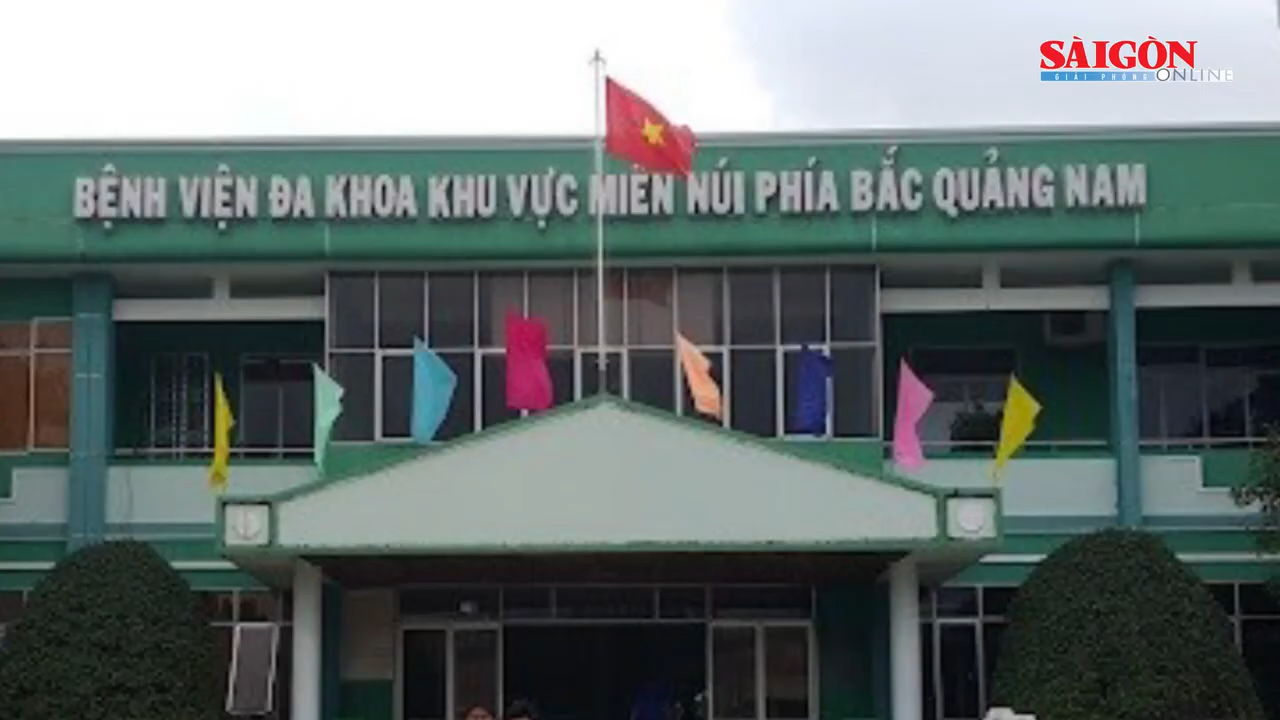 SÀIGÒN
GIẢI PHÓNG ONLINE
BỆNH VIỆN ĐA KHOA KHU VỰC MIỀN NÚI PHÍA BẮC QUẢNG NAM